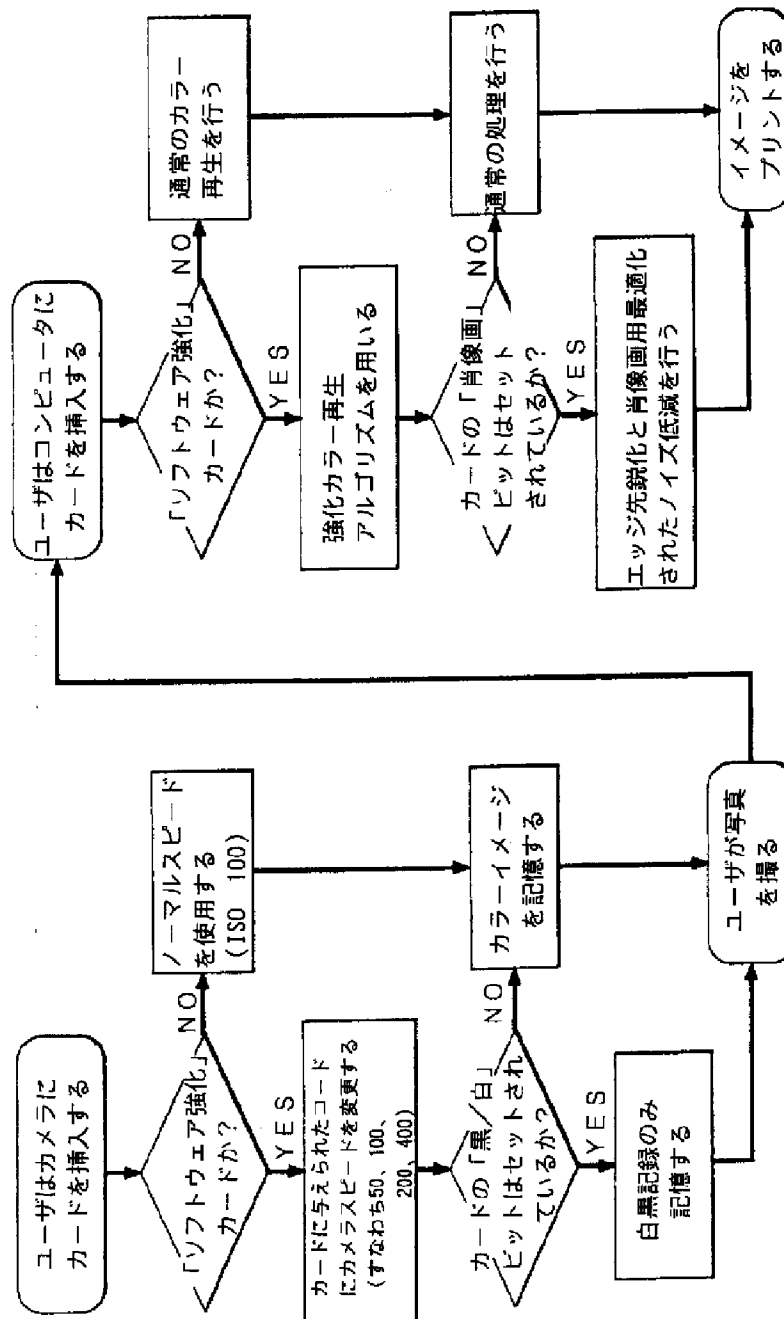 ユーザはカメラに
カードを挿入する
「ソフトウェア強化」
カードか?
NO
ノーマルスピード
を使用する
(ISO 100)
YES
カードに与えられたコード
にカメラスピードを変更する
(すなわち50、100、
200、400)
カードの「黒/白」
ビットはセットされ
ているか?
NO
カラーイメージ
を記憶する
YES
白黒記録のみ
記憶する
ユーザが写真
を撮る
ユーザはコンピュータに
カードを挿入する
「ソフトウェア強化」
カードか?
NO
通常のカラー
再生を行う
YES
強化カラー再生
アルゴリズムを用いる
カードの「肖像画」
ビットはセット
されているか?
NO
通常の処理を行う
YES
エッジ先鋭化と肖像画用最適化
されたノイズ低減を行う
イメージを
プリントする